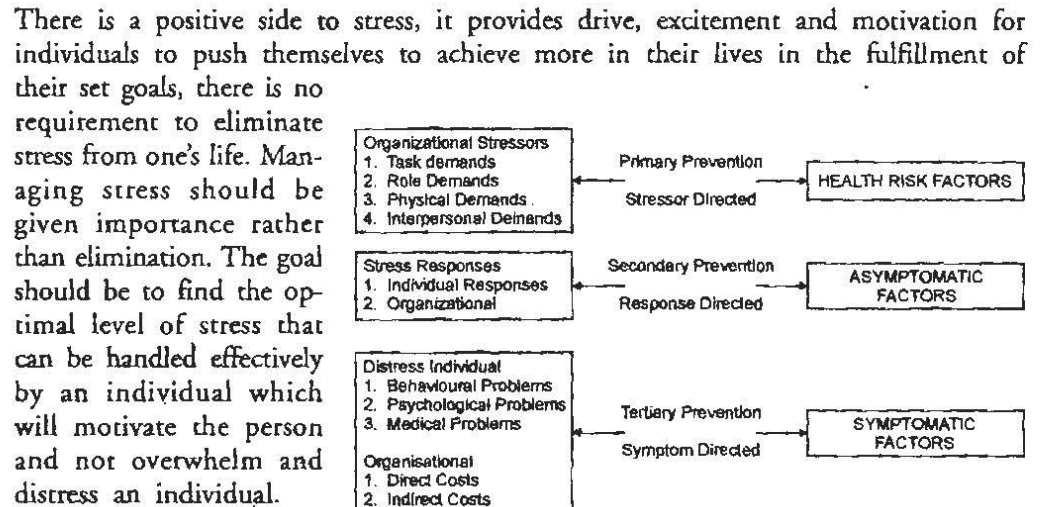 There is a positive side to stress, it provides drive, excitement and motivation for
individuals to push themselves to achieve more in their lives in the fulfillment of
their set goals, there is no
requirement to eliminate
stress from one's life. Man-
aging stress should be
given importance rather
than elimination. The goal
should be to find the op-
timal level of stress that
can be handled effectively
by an individual which
will motivate the person
and not overwhelm and
distress an individual.
Organizational Stressors
1. Task demands
2. Role Demands
3. Physical Demands
4. Interpersonal Demands
Primary Prevention
Stressor Directed
HEALTH RISK FACTORS
Stress Responses
1. Individual Responses
2. Organizational
Secondary Prevention
Response Directed
ASYMPTOMATIC
FACTORS
Distress Individual
1. Behavioural Problems
2. Psychological Problems
3. Medical Problems
Organisational
1. Direct Costs
2. Indirect Costs
Tertiary Prevention
Symptom Directed
SYMPTOMATIC
FACTORS